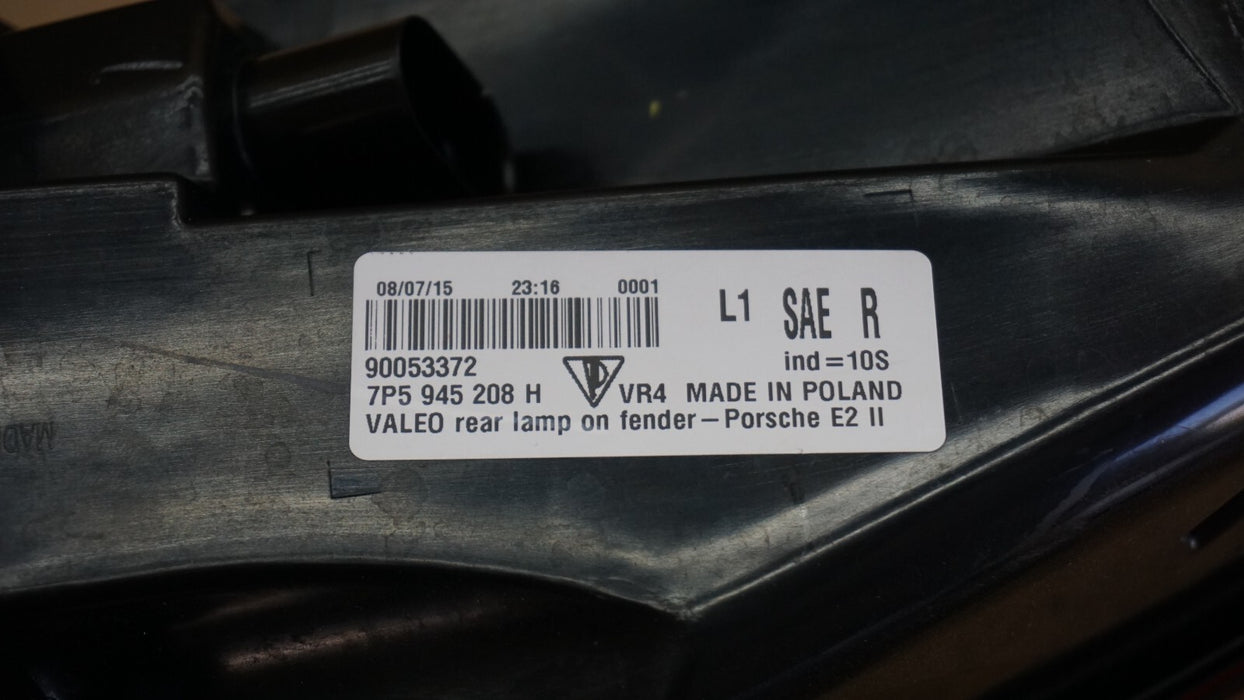 08/07/15 23:16 0001
L1 SAE R
90053372 ind=10S
7P5 945 208 H VR4 MADE IN POLAND
VALEO rear lamp on fender-Porsche E2 II